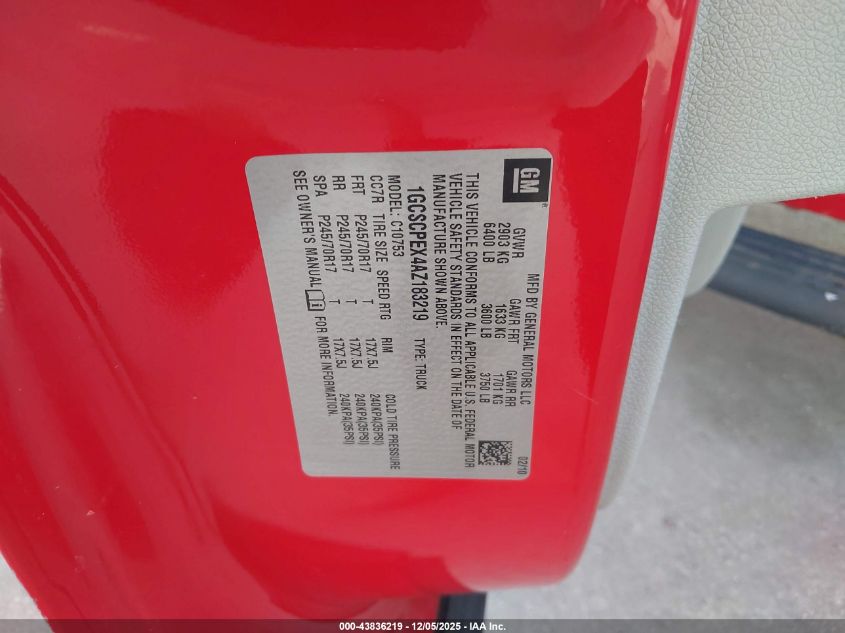 GM
MFD BY GENERAL MOTORS LLC 02/10
GVWR GAWR FRT GAWR RR
2903 KG 1633 KG 1701 KG
6400 LB 3600 LB 3750 LB
THIS VEHICLE CONFORMS TO ALL APPLICABLE U.S. FEDERAL MOTOR
VEHICLE SAFETY STANDARDS IN EFFECT ON THE DATE OF
MANUFACTURE SHOWN ABOVE.
1GCSCPEX4AZ183219 TYPE: TRUCK
MODEL: C10753
CC7R TIRE SIZE SPEED RTG RIM COLD TIRE PRESSURE
FRT P245/70R17 T 17X7.5J 240KPA(35PSI)
RR P245/70R17 T 17X7.5J 240KPA(35PSI)
SPA P245/70R17 T 17X7.5J 240KPA(35PSI)
SEE OWNER'S MANUAL i FOR MORE INFORMATION.
000-43836219 - 12/05/2025 - IAA Inc.